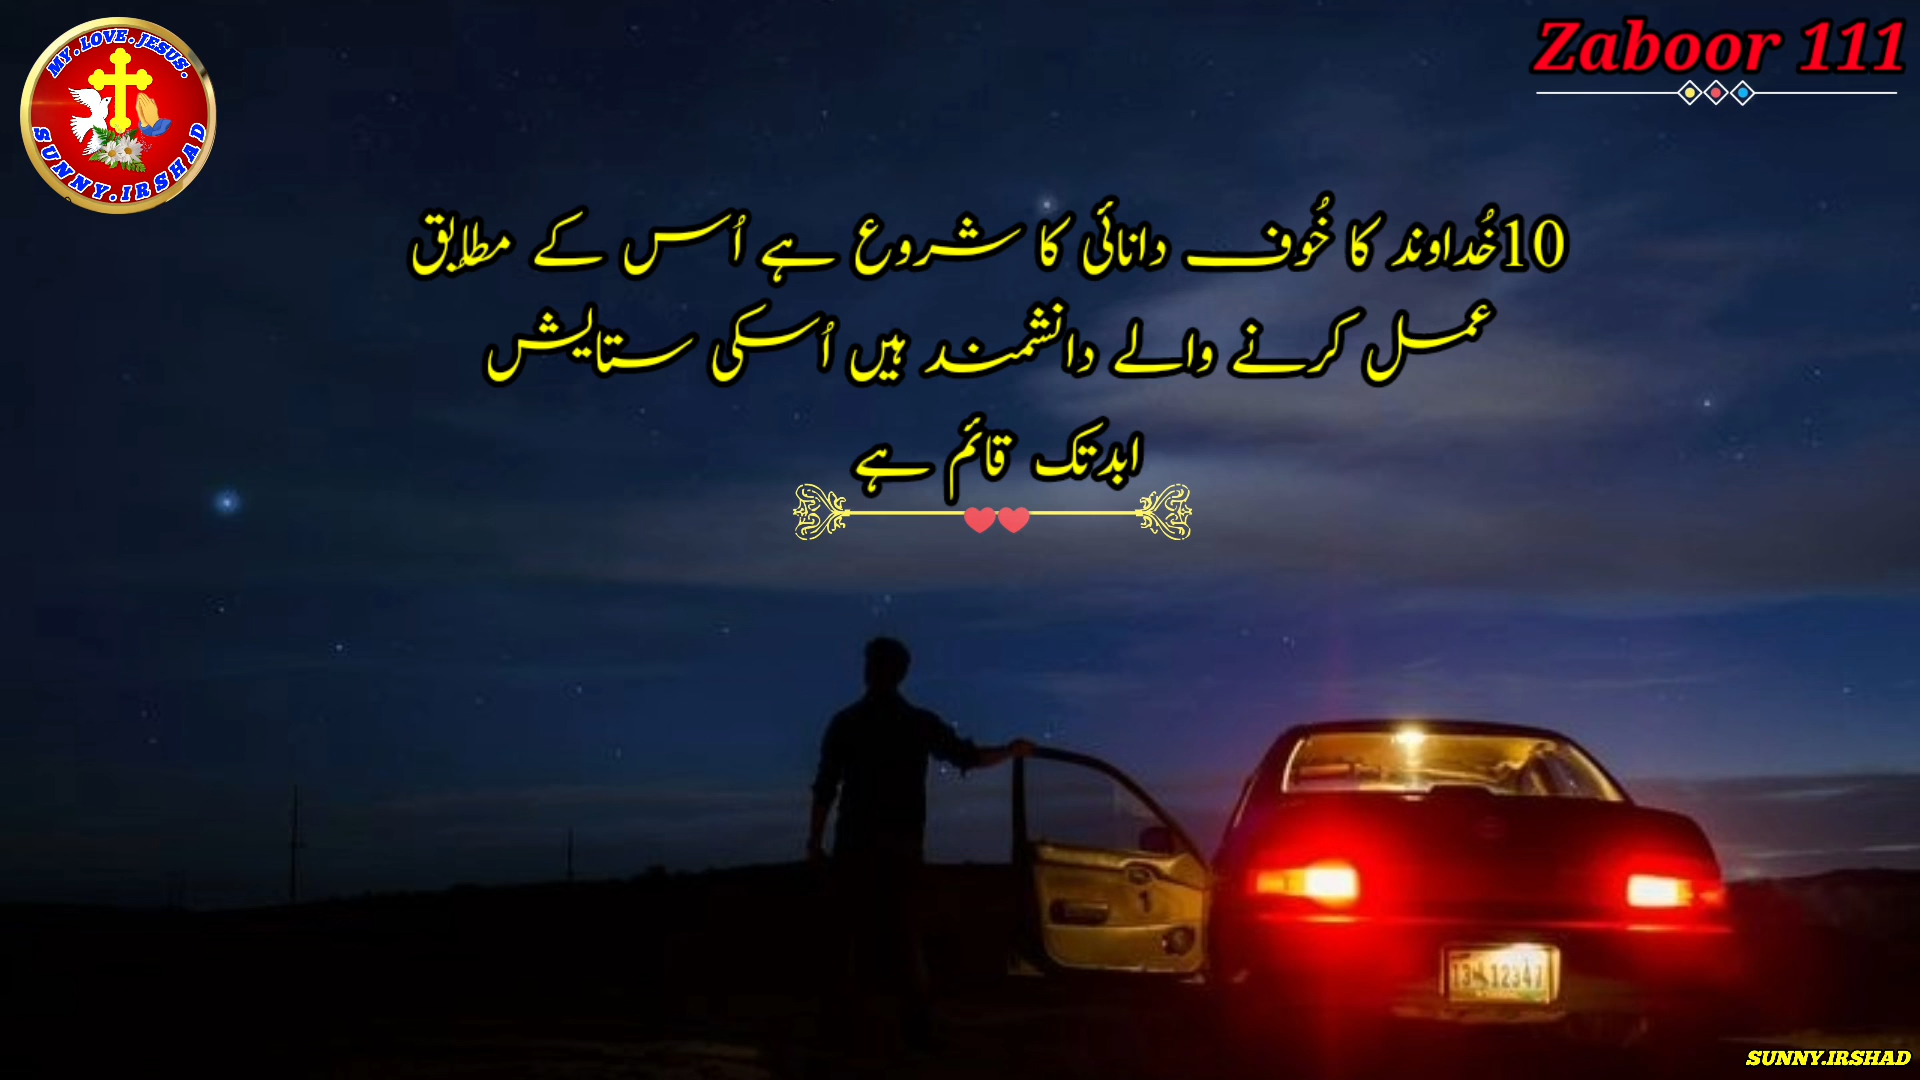 MY.LOVE.JESUS.
SUNNY.IRSHAD
Zaboor 111
10خُداوند کا خُوف دانائی کا شروع ہے اُس کے مطابق
عمل کرنے والے دانشمند ہیں اُسکی ستایش
ابدتک قائم ہے
SUNNY.IRSHAD